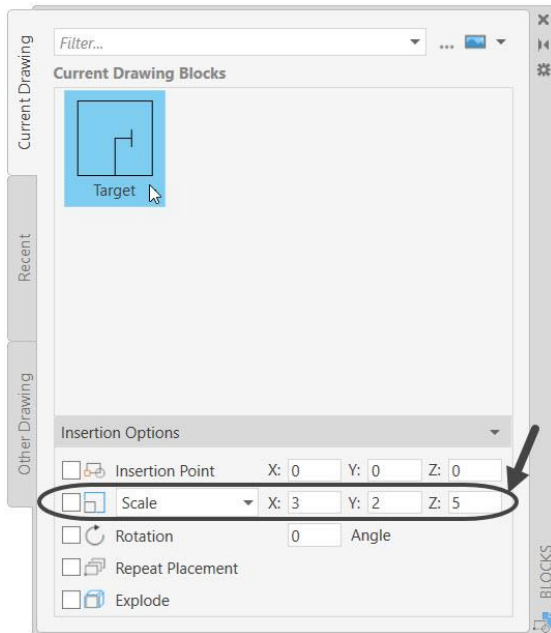 Filter...
...
Current Drawing Blocks
Target
Insertion Options
Insertion Point X: 0 Y: 0 Z: 0
Scale X: 3 Y: 2 Z: 5
Rotation 0 Angle
Repeat Placement
Explode
Current Drawing
Recent
Other Drawing
BLOCKS